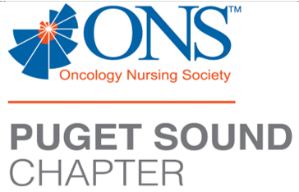 ONS™
Oncology Nursing Society
PUGET SOUND
CHAPTER